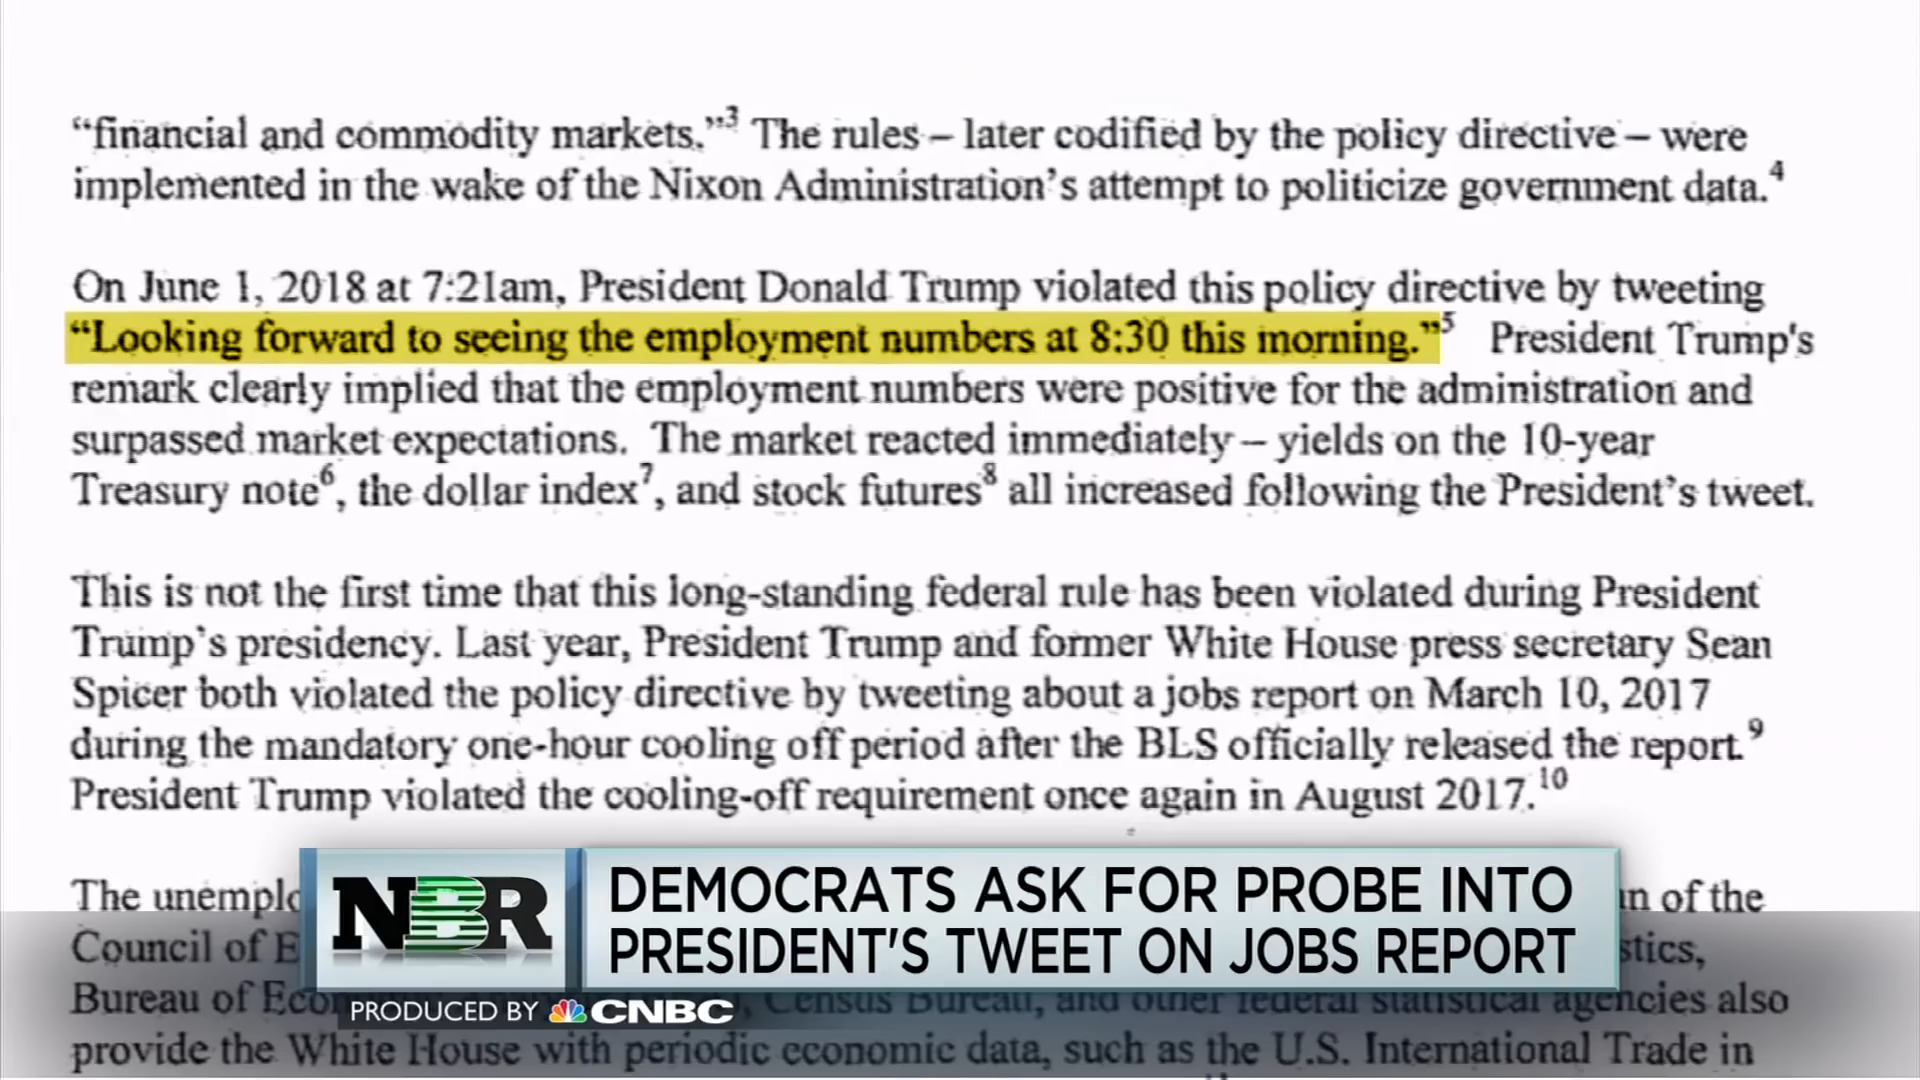 “financial and commodity markets.”3 The rules – later codified by the policy directive – were
implemented in the wake of the Nixon Administration’s attempt to politicize government data.4
On June 1, 2018 at 7:21am, President Donald Trump violated this policy directive by tweeting
“Looking forward to seeing the employment numbers at 8:30 this morning.”5 President Trump's
remark clearly implied that the employment numbers were positive for the administration and
surpassed market expectations. The market reacted immediately – yields on the 10-year
Treasury note6, the dollar index7, and stock futures8 all increased following the President’s tweet.
This is not the first time that this long-standing federal rule has been violated during President
Trump’s presidency. Last year, President Trump and former White House press secretary Sean
Spicer both violated the policy directive by tweeting about a jobs report on March 10, 2017
during the mandatory one-hour cooling off period after the BLS officially released the report.9
President Trump violated the cooling-off requirement once again in August 2017.10
The of the
Council of
Bureau of Census Bureau, and other federal statistical agencies also
provide the White House with periodic economic data, such as the U.S. International Trade in
NBR
DEMOCRATS ASK FOR PROBE INTO
PRESIDENT'S TWEET ON JOBS REPORT
PRODUCED BY CNBC